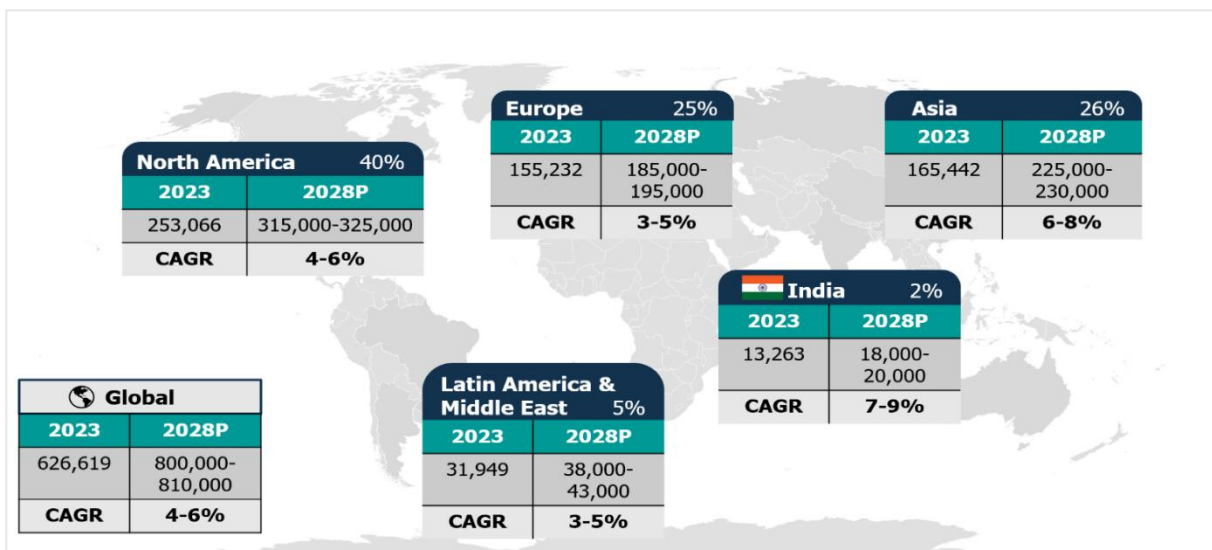 Europe 25%
2023 2028P
155,232 185,000-
195,000
CAGR 3-5%
Asia 26%
2023 2028P
165,442 225,000-
230,000
CAGR 6-8%
North America 40%
2023 2028P
253,066 315,000-325,000
CAGR 4-6%
India 2%
2023 2028P
13,263 18,000-
20,000
CAGR 7-9%
Latin America &
Middle East 5%
2023 2028P
31,949 38,000-
43,000
CAGR 3-5%
Global
2023 2028P
626,619 800,000-
810,000
CAGR 4-6%